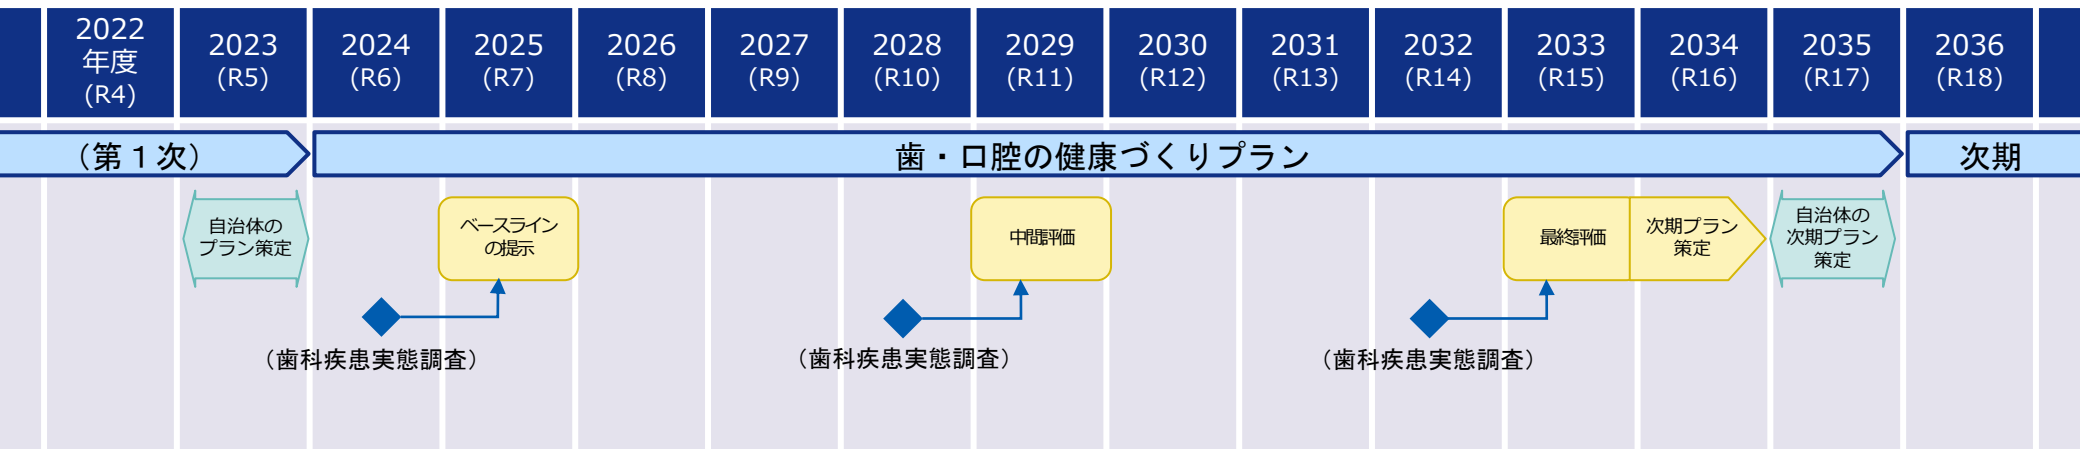 2022
年度
(R4)
2023
(R5)
2024
(R6)
2025
(R7)
2026
(R8)
2027
(R9)
2028
(R10)
2029
(R11)
2030
(R12)
2031
(R13)
2032
(R14)
2033
(R15)
2034
(R16)
2035
(R17)
2036
(R18)
（第１次）
歯・口腔の健康づくりプラン
次期
自治体の
プラン策定
ベースライン
の提示
中間評価
最終評価
次期プラン
策定
自治体の
次期プラン
策定
（歯科疾患実態調査）
（歯科疾患実態調査）
（歯科疾患実態調査）